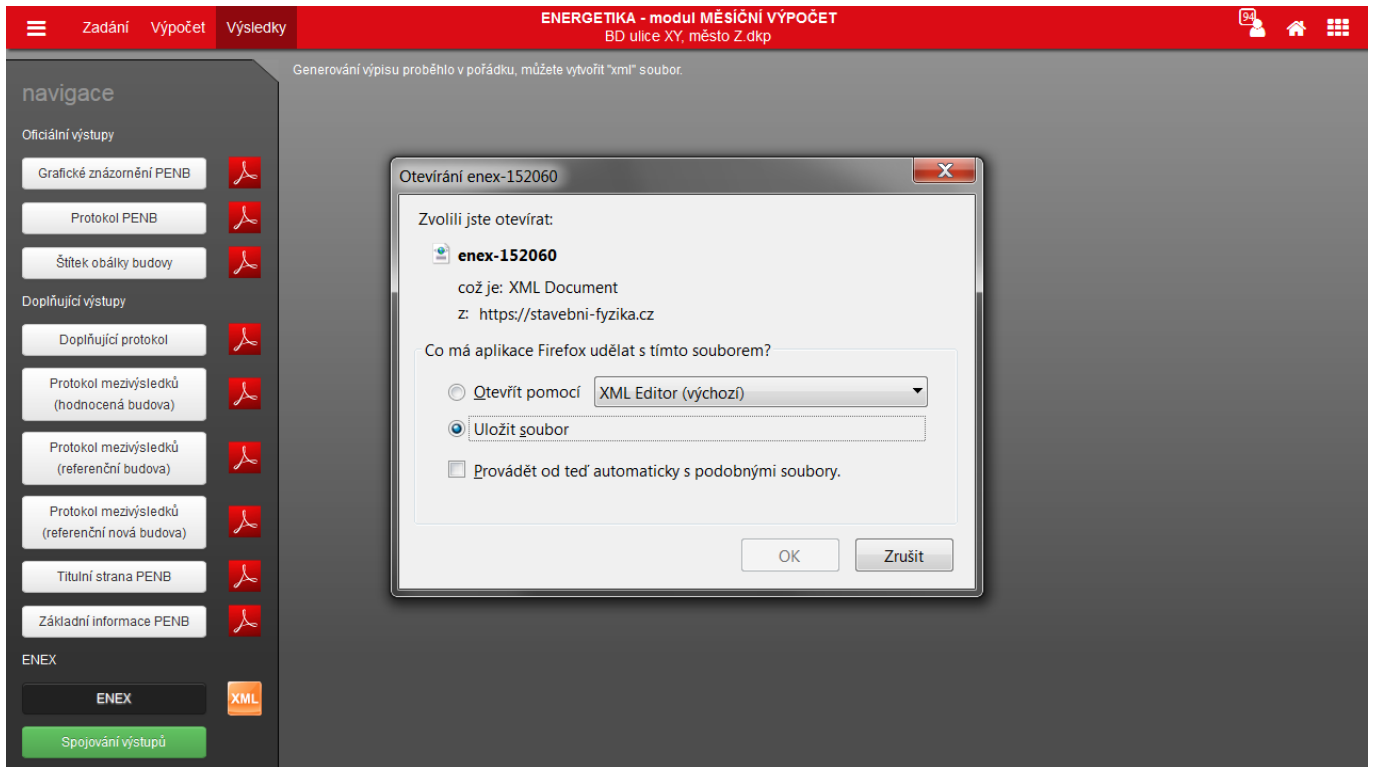 Zadání Výpočet Výsledky
ENERGETIKA - modul MĚSÍČNÍ VÝPOČET
BD ulice XY, město Z.dkp
94
navigace
Oficiální výstupy
Grafické znázornění PENB
Protokol PENB
Štítek obálky budovy
Doplňující výstupy
Doplňující protokol
Protokol mezivýsledků
(hodnocená budova)
Protokol mezivýsledků
(referenční budova)
Protokol mezivýsledků
(referenční nová budova)
Titulní strana PENB
Základní informace PENB
ENEX
ENEX
XML
Spojování výstupů
Generování výpisu proběhlo v pořádku, můžete vytvořit "xml" soubor.
Otevírání enex-152060
Zvolili jste otevírat:
enex-152060
což je: XML Document
z: https://stavebni-fyzika.cz
Co má aplikace Firefox udělat s tímto souborem?
Otevřít pomocí XML Editor (výchozí)
Uložit soubor
Provádět od teď automaticky s podobnými soubory.
OK Zrušit